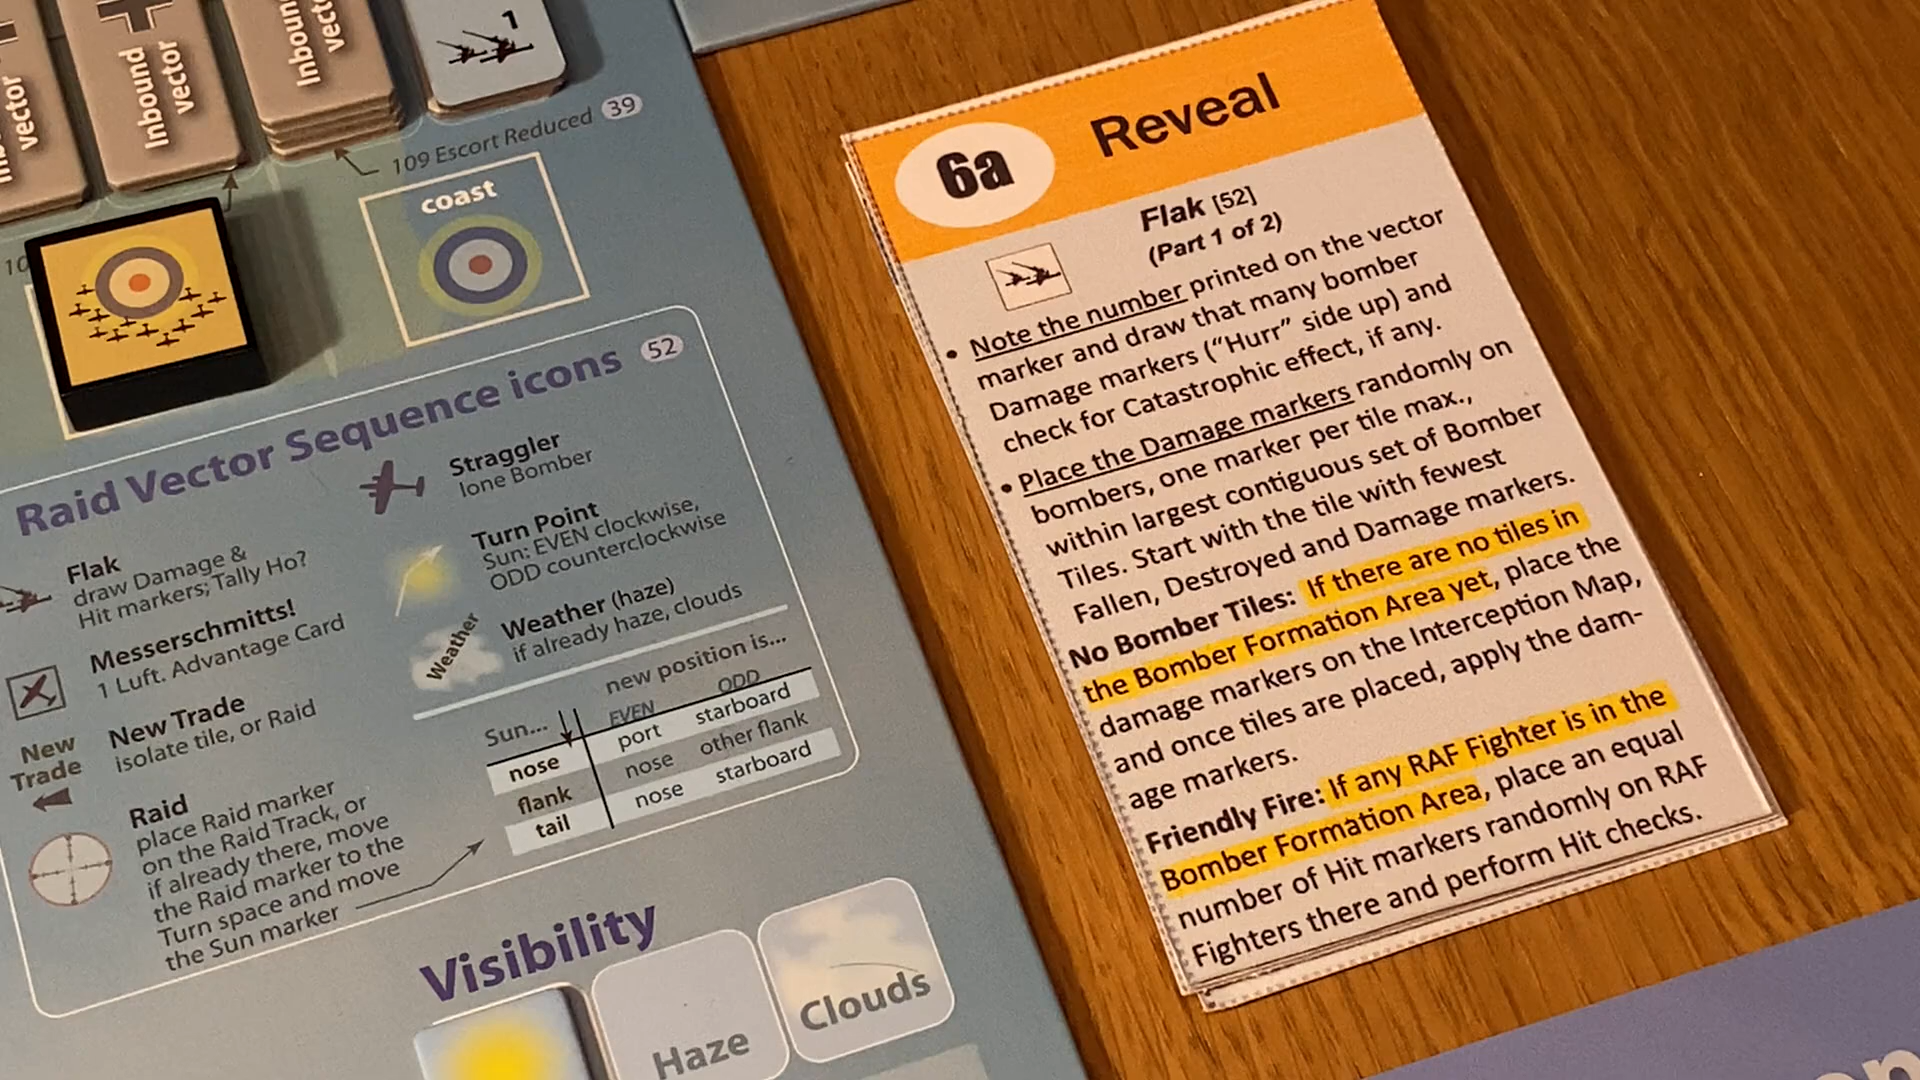 vector
Inbound
vector
Inbound
1
109 Escort Reduced 39
coast
10
Raid Vector Sequence icons 52
Flak
draw Damage &
Hit markers; Tally Ho?
Messerschmitts!
1 Luft. Advantage Card
New Trade
New Trade
isolate tile, or Raid
Raid
place Raid marker
on the Raid Track, or
if already there, move
the Raid marker to the
Turn space and move
the Sun marker
Straggler
lone Bomber
Turn Point
Sun: EVEN clockwise,
ODD counterclockwise
Weather
Weather (haze)
if already haze, clouds
new position is...
Sun... EVEN ODD
nose port starboard
flank nose other flank
tail nose starboard
Visibility
Haze
Clouds
6a Reveal
Flak [52]
(Part 1 of 2)
• Note the number printed on the vector
marker and draw that many bomber
Damage markers (“Hurr” side up) and
check for Catastrophic effect, if any.
• Place the Damage markers randomly on
bombers, one marker per tile max.,
within largest contiguous set of Bomber
Tiles. Start with the tile with fewest
Fallen, Destroyed and Damage markers.
No Bomber Tiles: If there are no tiles in
the Bomber Formation Area yet, place the
damage markers on the Interception Map,
and once tiles are placed, apply the dam-
age markers.
Friendly Fire: If any RAF Fighter is in the
Bomber Formation Area, place an equal
number of Hit markers randomly on RAF
Fighters there and perform Hit checks.